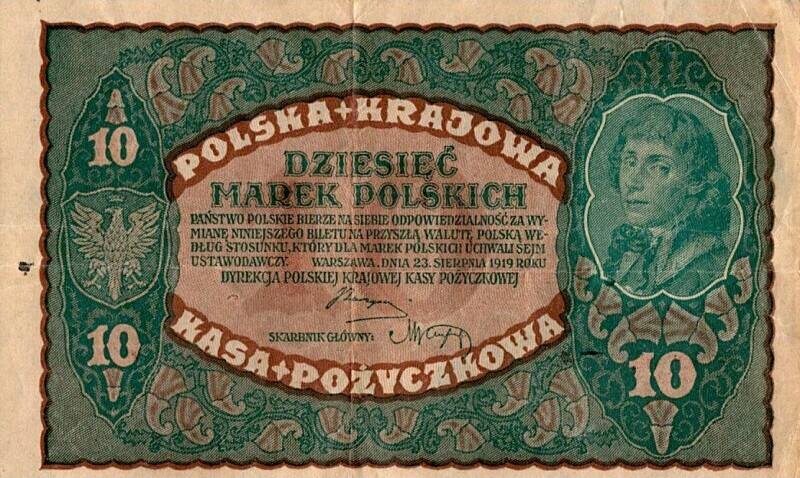 POLSKA+KRAJOWA
10
DZIESIĘĆ
MAREK POLSKICH
PAŃSTWO POLSKIE BIERZE NA SIEBIE ODPOWIEDZIALNOŚĆ ZA WY-
MIANĘ NINIEJSZEGO BILETU NA PRZYSZŁĄ WALUTĘ POLSKĄ WE-
DŁUG STOSUNKU, KTÓRY DLA MAREK POLSKICH UCHWALI SEJM
USTAWODAWCZY. WARSZAWA, DNIA 23. SIERPNIA 1919 ROKU
DYREKCJA POLSKIEJ KRAJOWEJ KASY POŻYCZKOWEJ
SKARBNIK GŁÓWNY:
10
KASA+POŻYCZKOWA
10